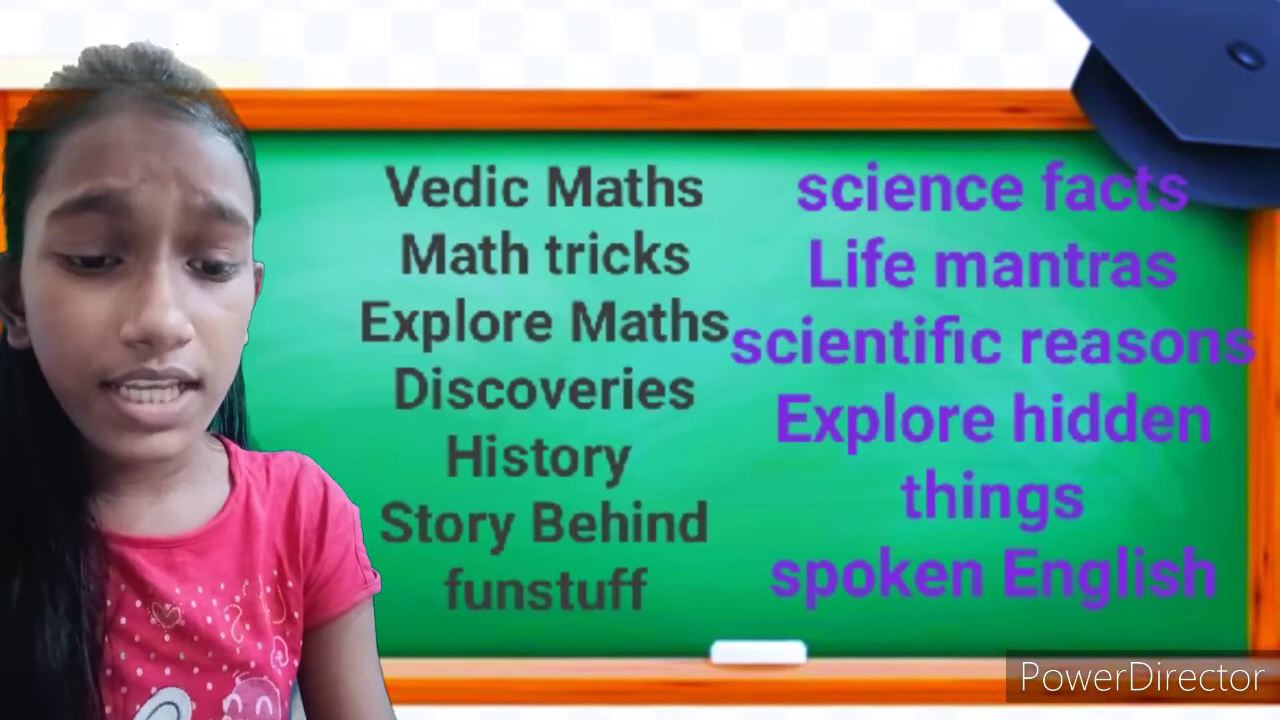 Vedic Maths
Math tricks
Explore Maths
Discoveries
History
Story Behind
funstuff
science facts
Life mantras
scientific reasons
Explore hidden
things
spoken English
PowerDirector